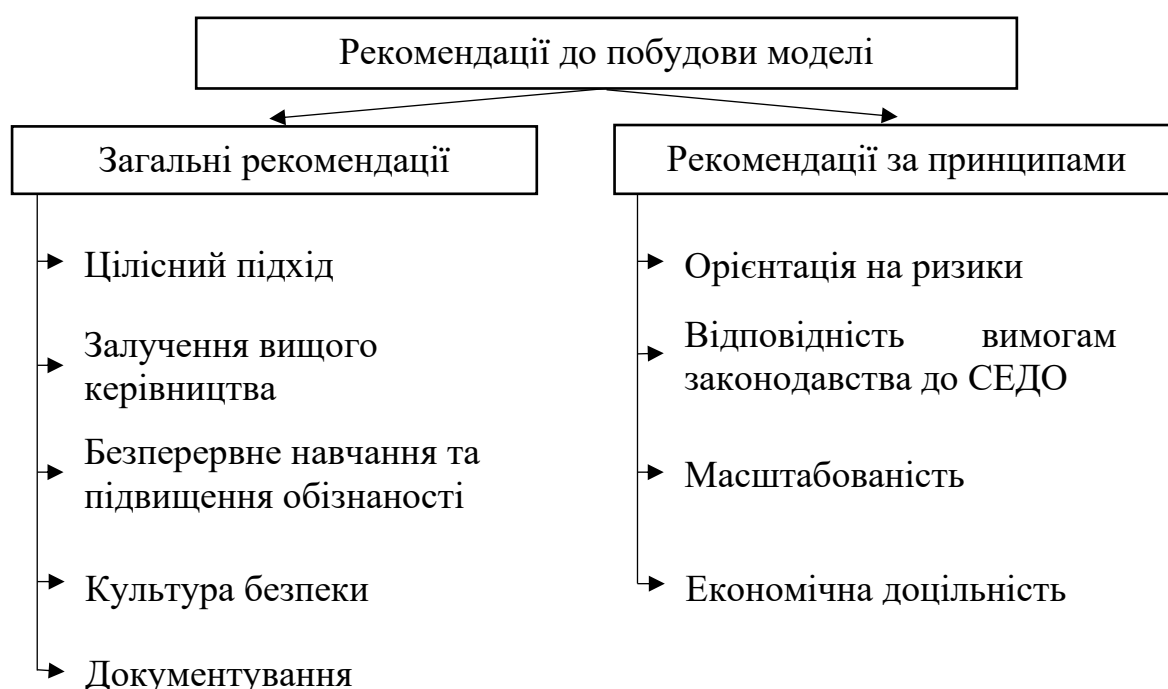 Рекомендації до побудови моделі
Загальні рекомендації
Цілісний підхід
Залучення вищого
керівництва
Безперервне навчання та
підвищення обізнаності
Культура безпеки
Документування
Рекомендації за принципами
Орієнтація на ризики
Відповідність вимогам
законодавства до СЕДО
Масштабованість
Економічна доцільність